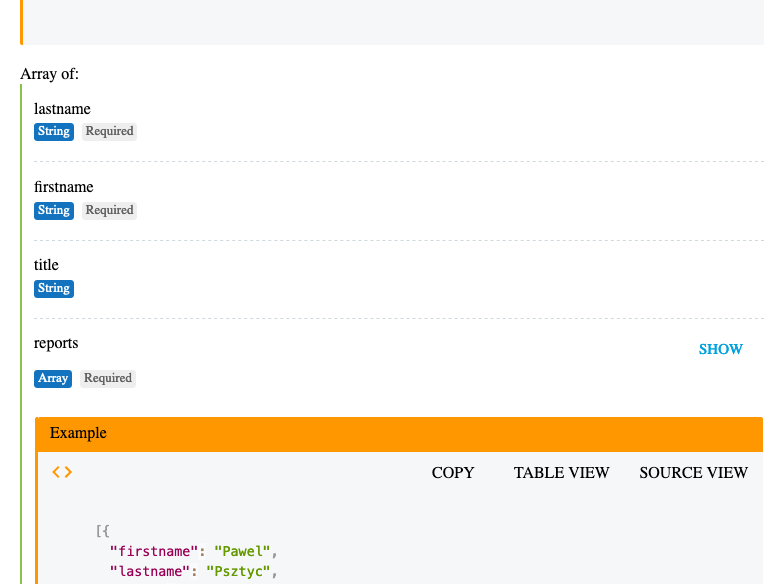 Array of:
lastname
String Required
firstname
String Required
title
String
reports
SHOW
Array Required
Example
<> COPY TABLE VIEW SOURCE VIEW
[{
"firstname": "Pawel",
"lastname": "Psztyc",